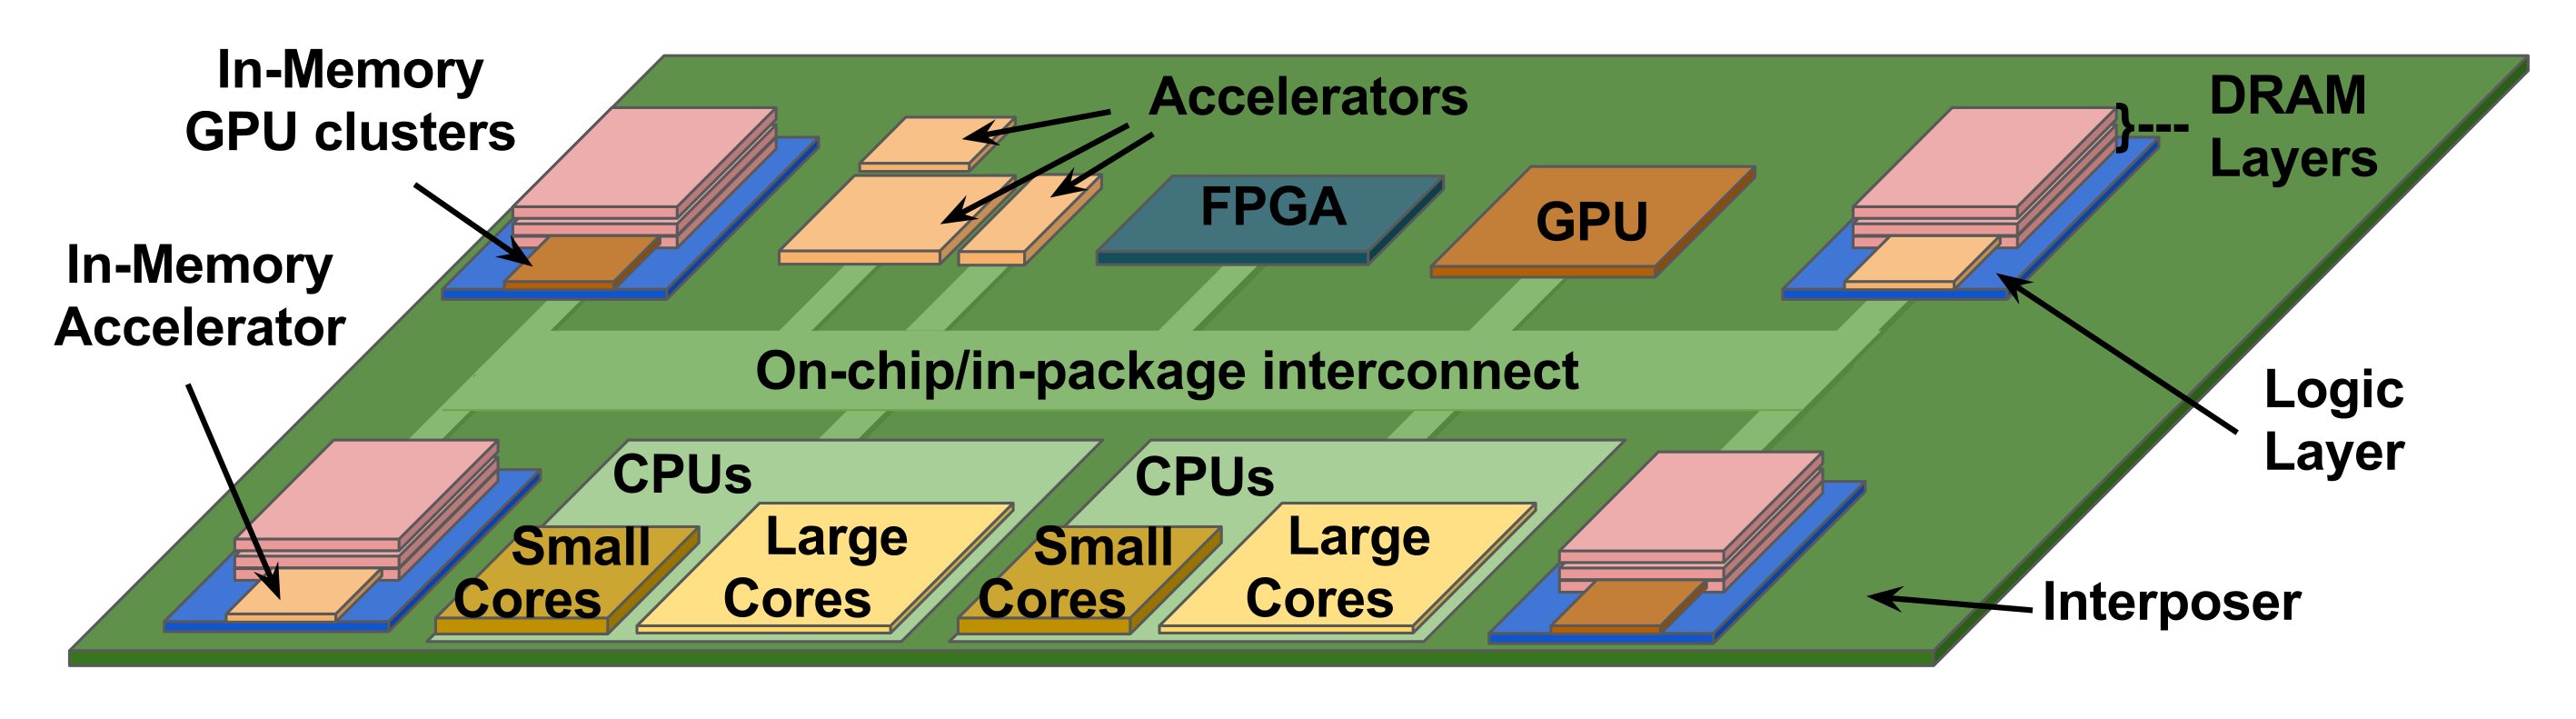 In-Memory
GPU clusters
Accelerators
DRAM
Layers
FPGA
GPU
In-Memory
Accelerator
On-chip/in-package interconnect
Logic
Layer
CPUs
Small
Cores
Large
Cores
CPUs
Small
Cores
Large
Cores
Interposer